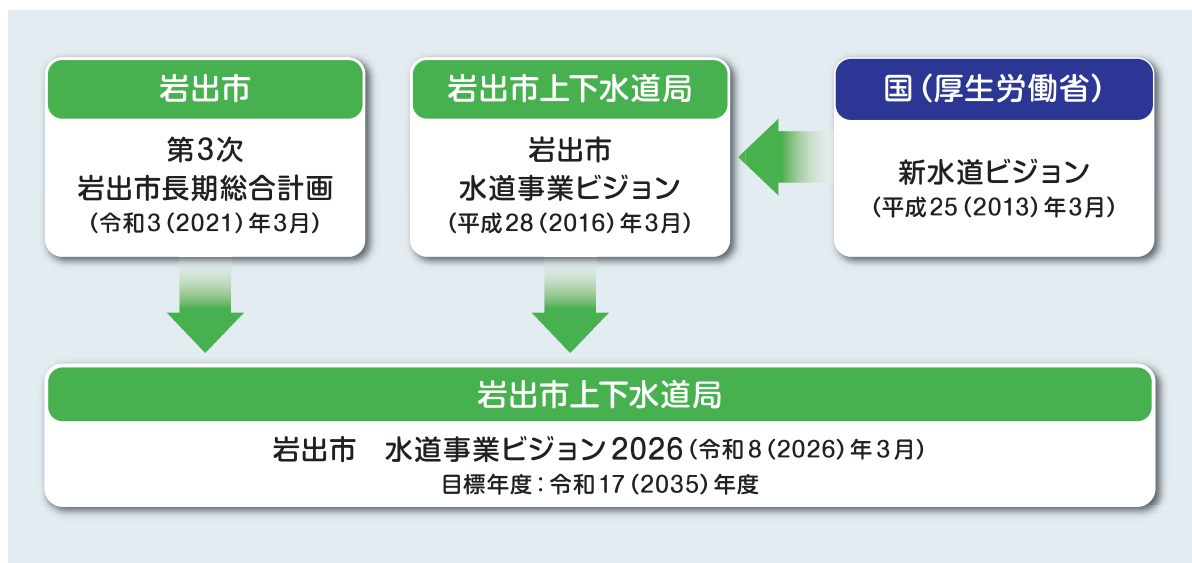 岩出市
第3次
岩出市長期総合計画
(令和3(2021)年3月)
岩出市上下水道局
岩出市
水道事業ビジョン
(平成28(2016)年3月)
国(厚生労働省)
新水道ビジョン
(平成25(2013)年3月)
岩出市上下水道局
岩出市　水道事業ビジョン2026(令和8(2026)年3月)
目標年度:令和17(2035)年度